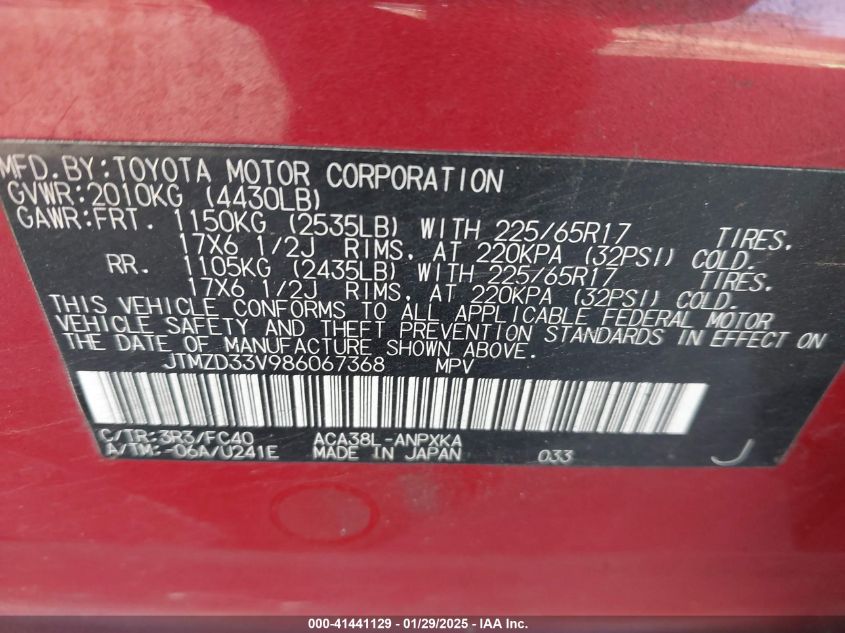 MFD. BY: TOYOTA MOTOR CORPORATION
GVWR: 2010KG (4430LB)
GAWR: FRT. 1150KG (2535LB) WITH 225/65R17 TIRES,
17X6 1/2J RIMS, AT 220KPA (32PSI) COLD.
RR. 1105KG (2435LB) WITH 225/65R17 TIRES,
17X6 1/2J RIMS, AT 220KPA (32PSI) COLD.
THIS VEHICLE CONFORMS TO ALL APPLICABLE FEDERAL MOTOR
VEHICLE SAFETY AND THEFT PREVENTION STANDARDS IN EFFECT ON
THE DATE OF MANUFACTURE SHOWN ABOVE.
JTMZD33V986067368 MPV
C/TR: 3R3/FC40 ACA38L-ANPXKA
A/TM: -06A/U241E MADE IN JAPAN 033 J
000-41441129 — 01/29/2025 — IAA Inc.